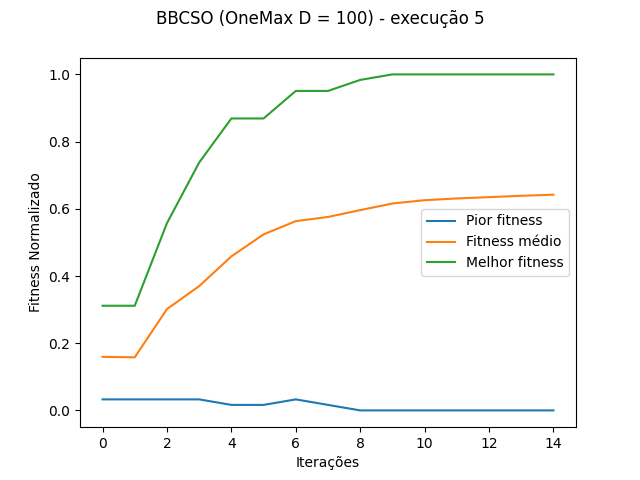 BBCSO (OneMax D = 100) - execução 5
1.0
0.8
0.6
0.4
0.2
0.0
Fitness Normalizado
Pior fitness
Fitness médio
Melhor fitness
0 2 4 6 8 10 12 14
Iterações